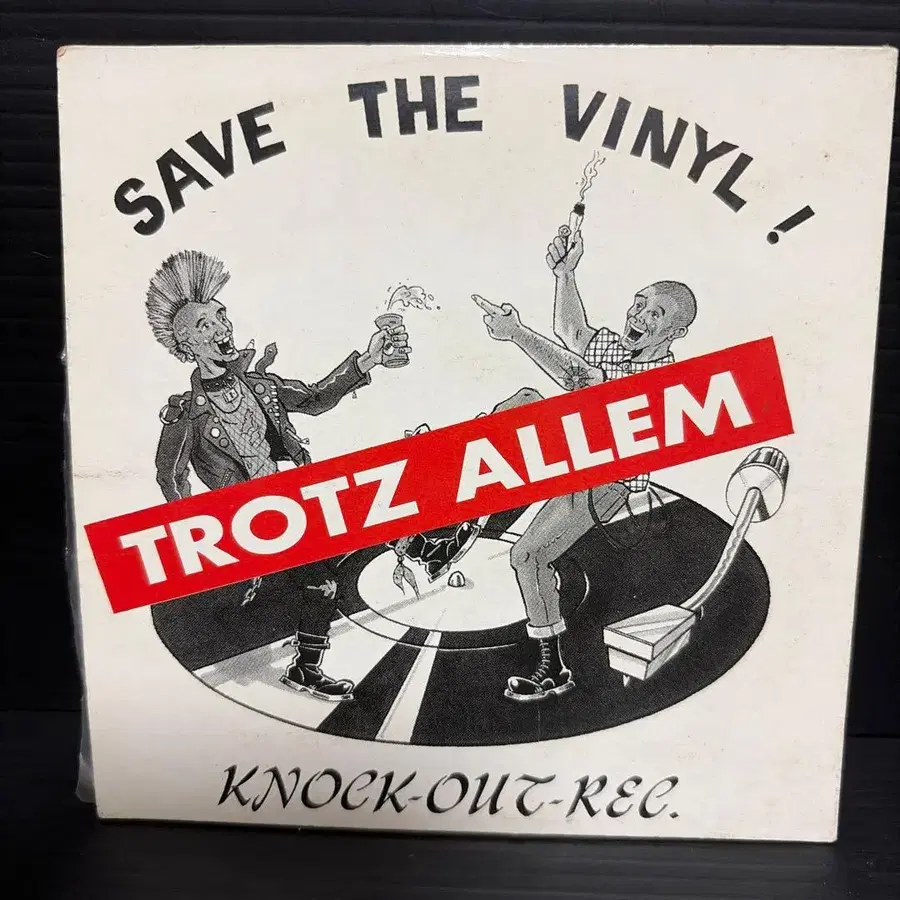 SAVE THE VINYL!
TROTZ ALLEM
KNOCK-OUT-REC.